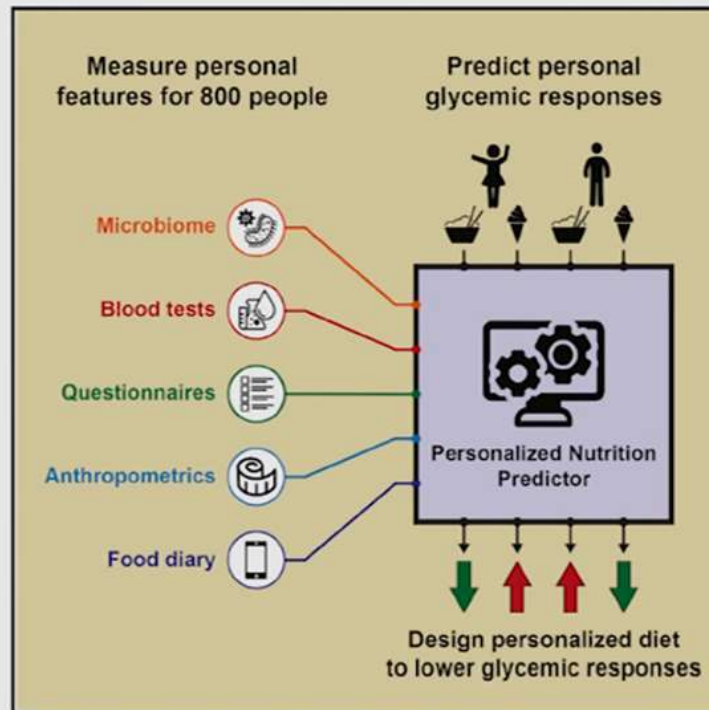 Measure personal
features for 800 people
Predict personal
glycemic responses
Microbiome
Blood tests
Questionnaires
Anthropometrics
Food diary
Personalized Nutrition
Predictor
Design personalized diet
to lower glycemic responses